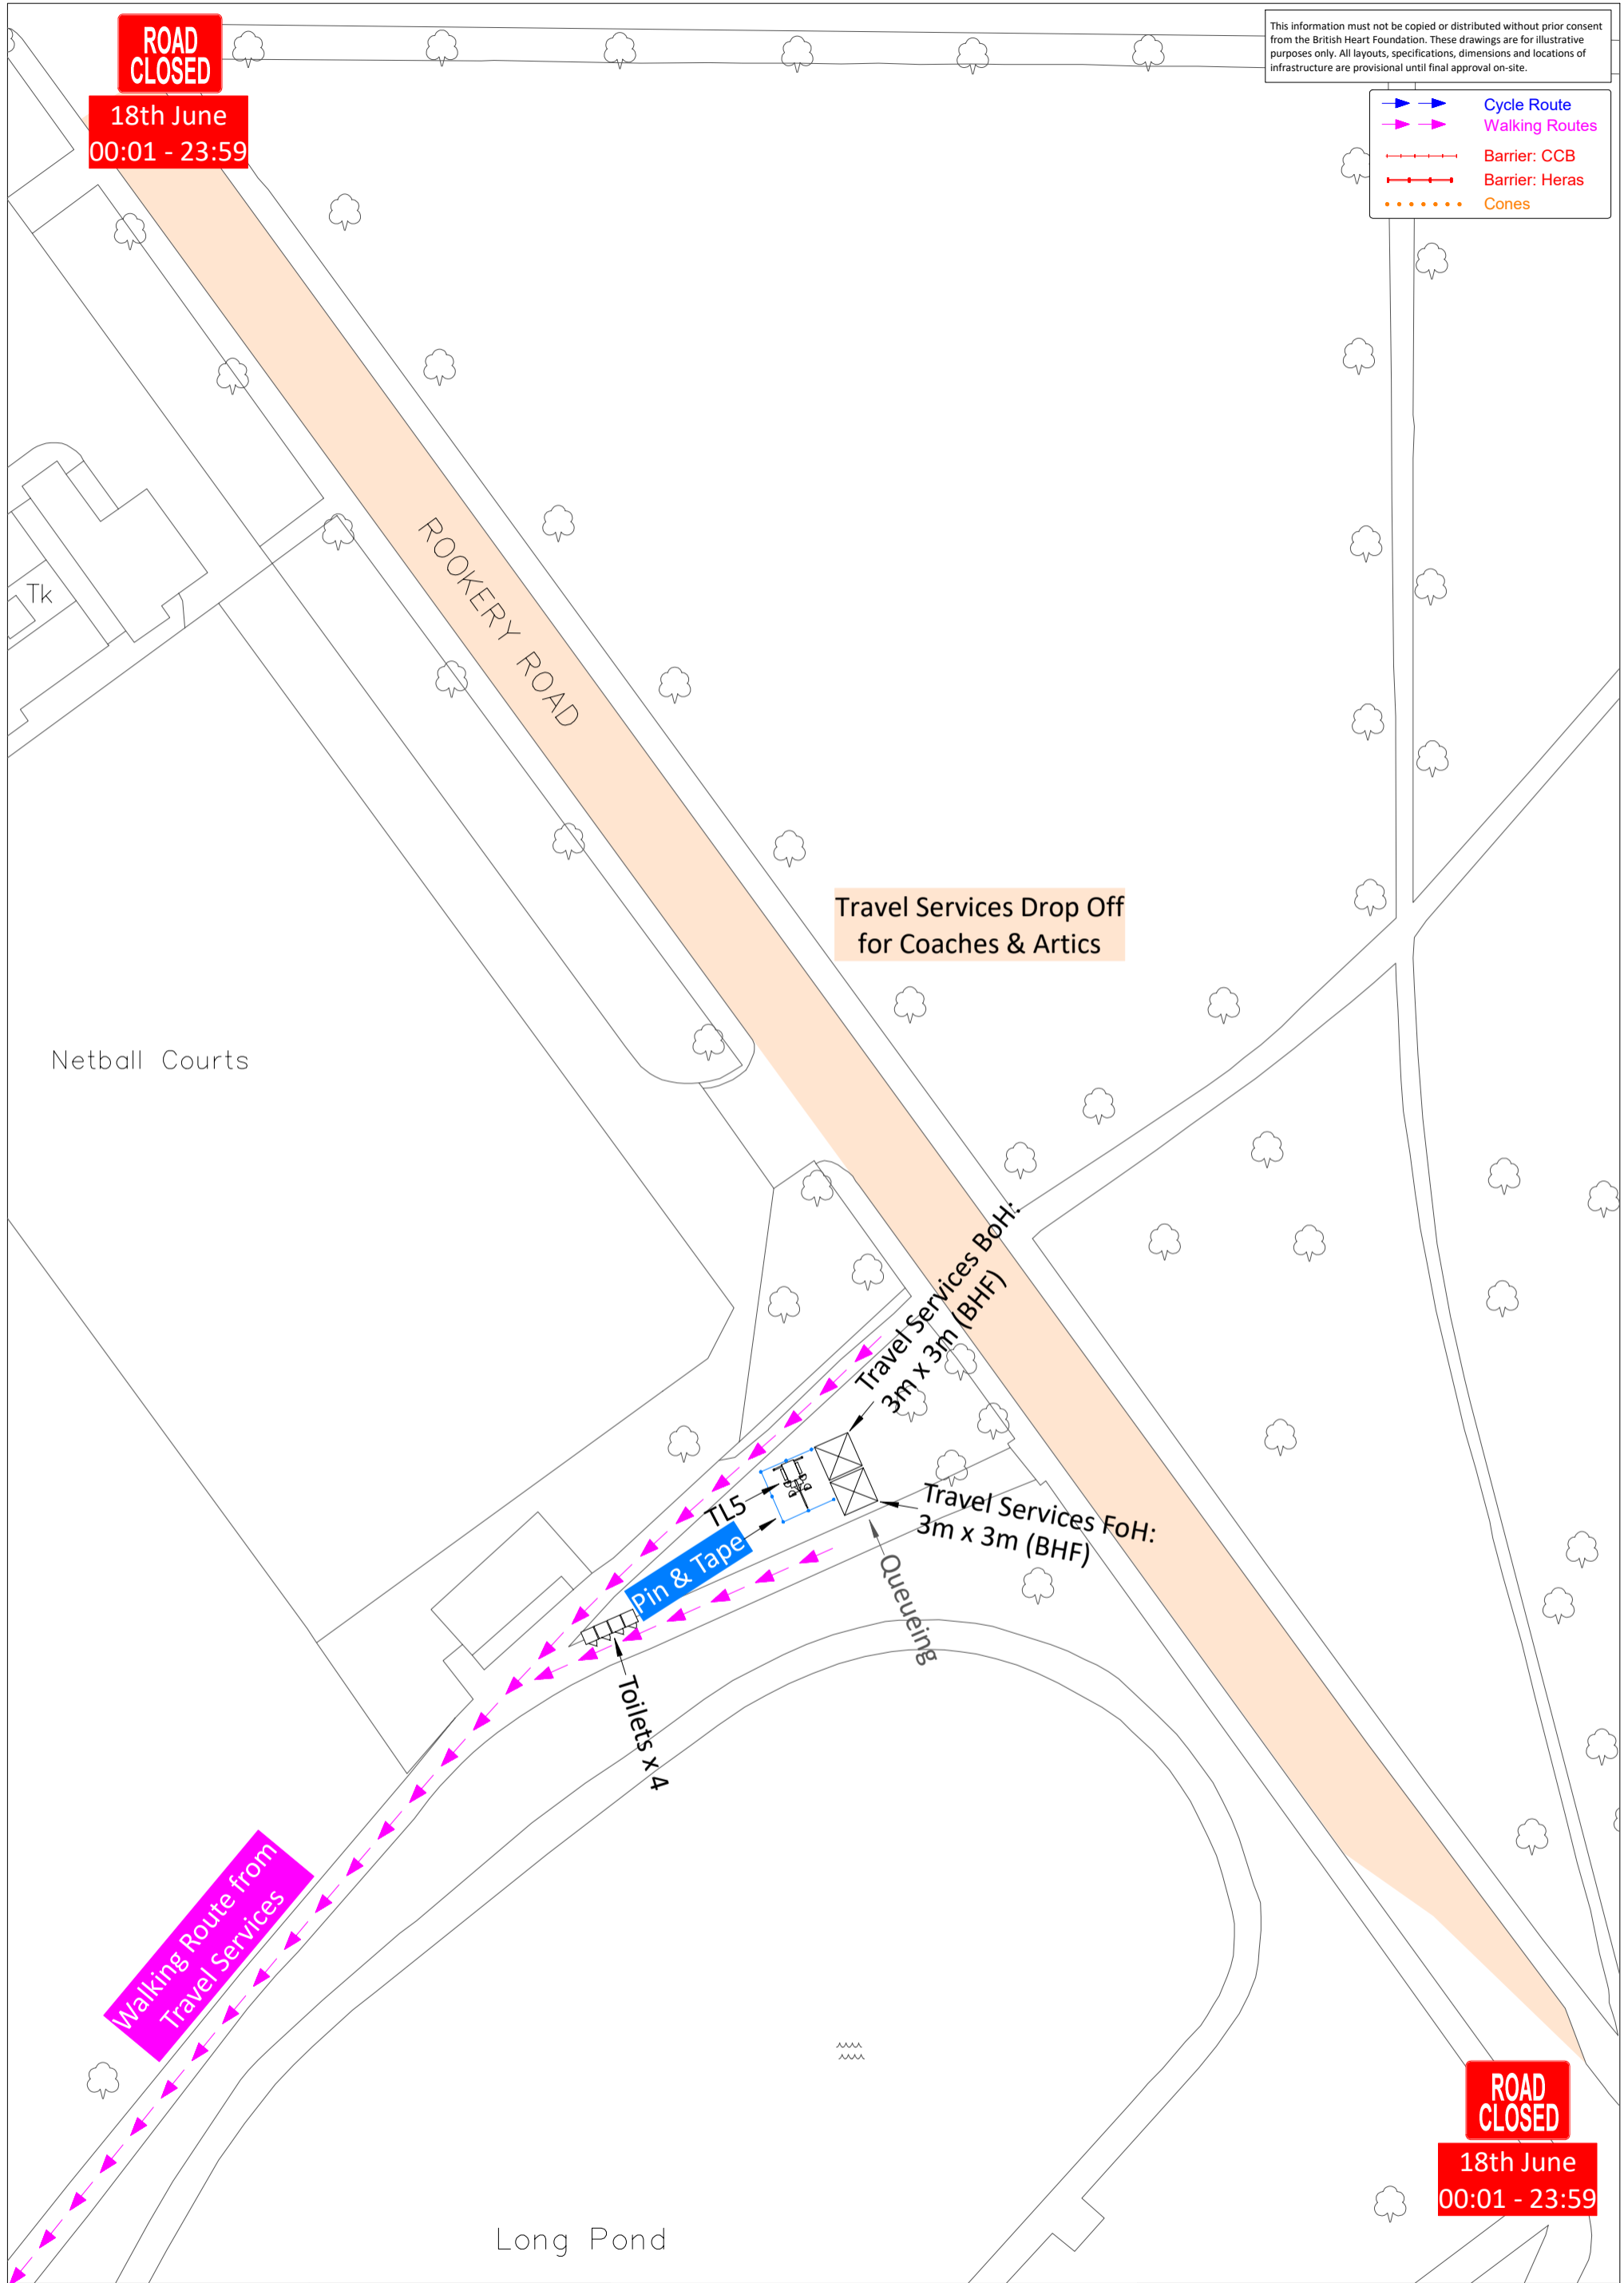 ROAD
CLOSED
18th June
00:01 - 23:59
This information must not be copied or distributed without prior consent
from the British Heart Foundation. These drawings are for illustrative
purposes only. All layouts, specifications, dimensions and locations of
infrastructure are provisional until final approval on-site.
Cycle Route
Walking Routes
Barrier: CCB
Barrier: Heras
Cones
Tk
ROOKERY ROAD
Travel Services Drop Off
for Coaches & Artics
Netball Courts
Travel Services BoH:
3m x 3m (BHF)
TL5
Pin & Tape
Travel Services FoH:
3m x 3m (BHF)
Queueing
Toilets x 4
Walking Route from
Travel Services
ROAD
CLOSED
18th June
00:01 - 23:59
Long Pond